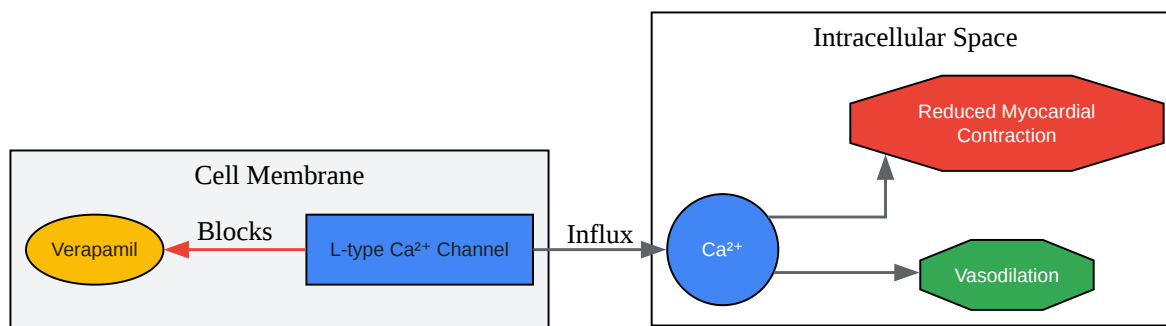 Intracellular Space
Reduced Myocardial
Contraction
Cell Membrane
Verapamil
Blocks
L-type Ca²⁺ Channel
Influx
Ca²⁺
Vasodilation